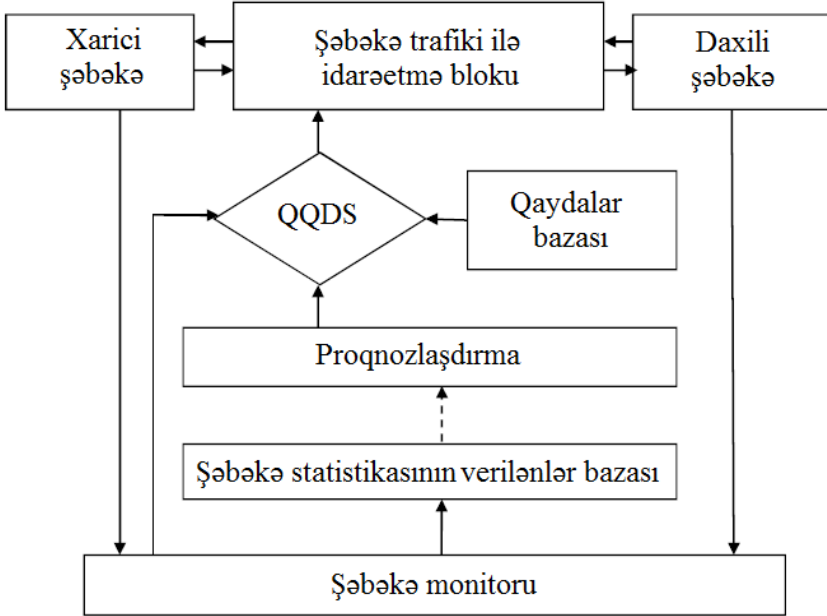 Xarici
şəbəkə
Şəbəkə trafiki ilə
idarəetmə bloku
Daxili
şəbəkə
QQDS
Qaydalar
bazası
Proqnozlaşdırma
Şəbəkə statistikasının verilənlər bazası
Şəbəkə monitoru